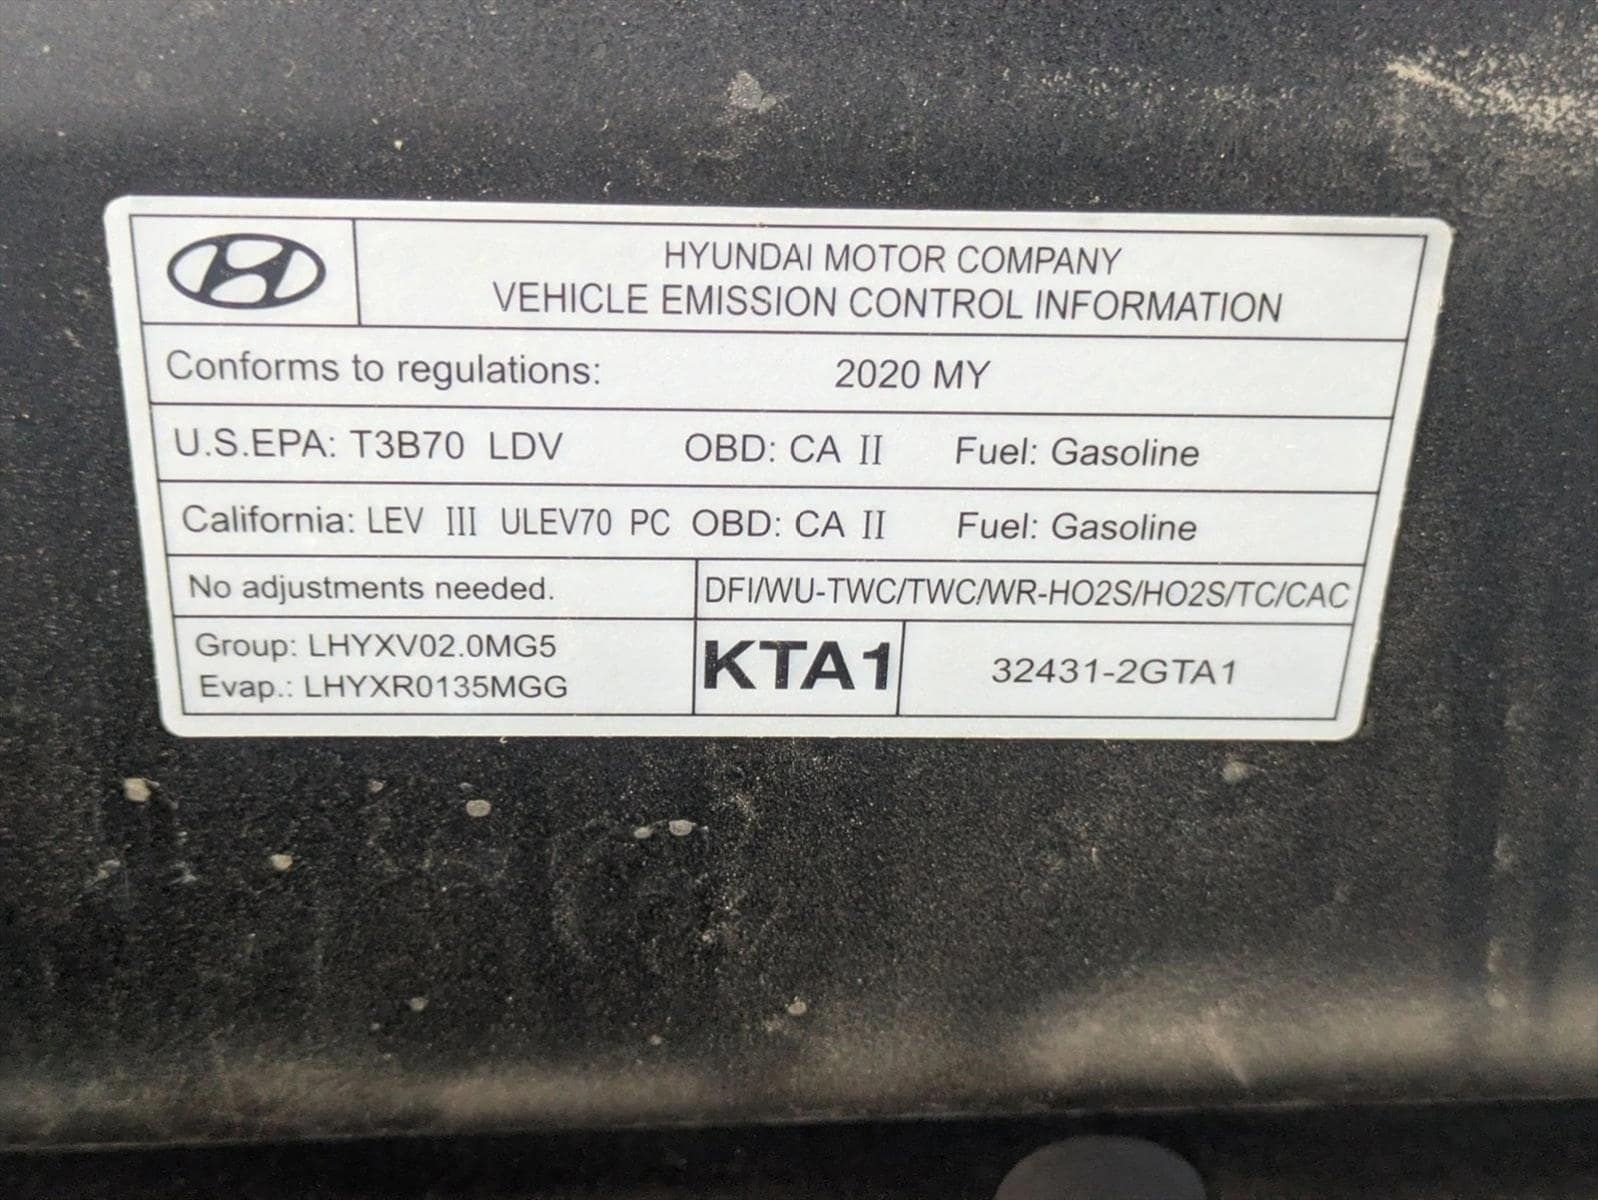 HYUNDAI MOTOR COMPANY
VEHICLE EMISSION CONTROL INFORMATION
Conforms to regulations: 2020 MY
U.S.EPA: T3B70 LDV OBD: CA II Fuel: Gasoline
California: LEV III ULEV70 PC OBD: CA II Fuel: Gasoline
No adjustments needed. DFI/WU-TWC/TWC/WR-HO2S/HO2S/TC/CAC
Group: LHYXV02.0MG5
Evap.: LHYXR0135MGG
KTA1 32431-2GTA1